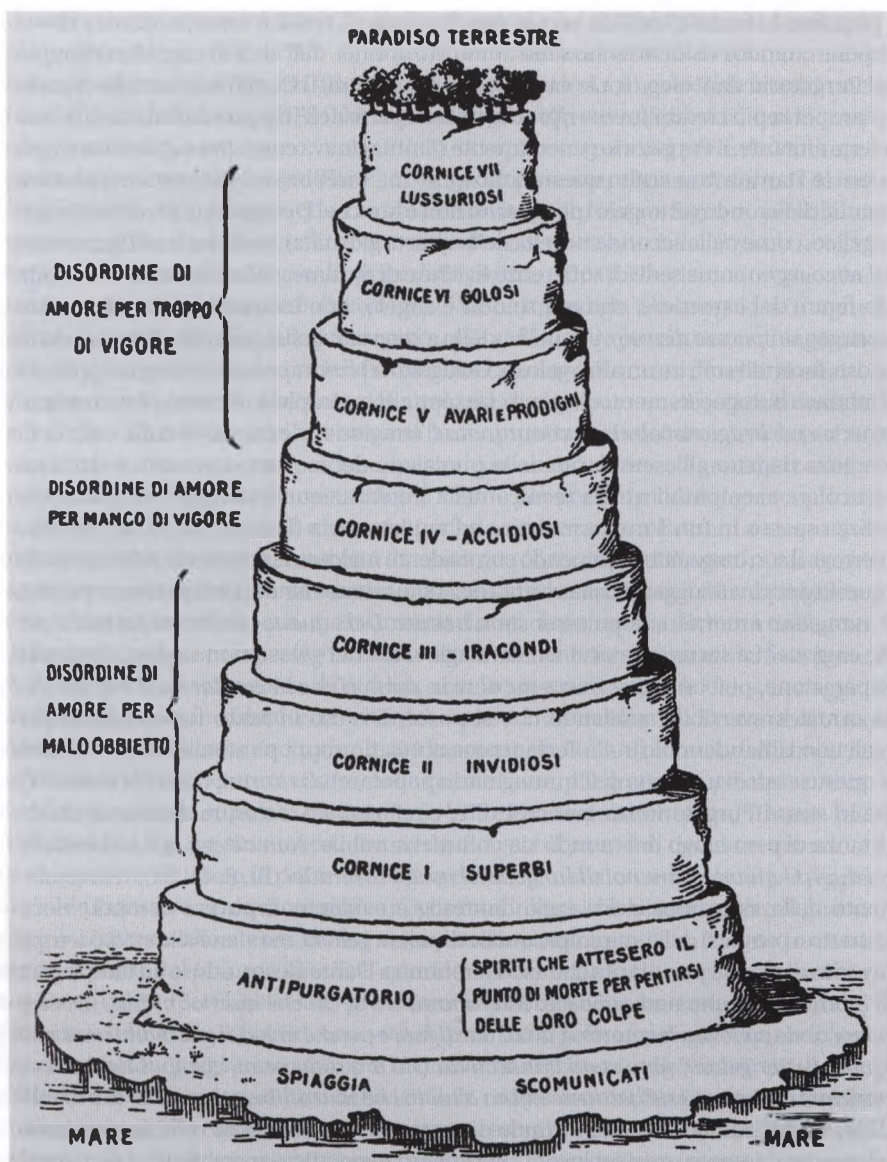 PARADISO TERRESTRE
CORNICE VII
LUSSURIOSI
DISORDINE DI
AMORE PER TROPPO
DI VIGORE
CORNICE VI GOLOSI
CORNICE V AVARI E PRODIGHI
DISORDINE DI AMORE
PER MANCO DI VIGORE
CORNICE IV - ACCIDIOSI
DISORDINE DI
AMORE PER
MALO OBBIETTO
CORNICE III - IRACONDI
CORNICE II INVIDIOSI
CORNICE I SUPERBI
ANTIPURGATORIO
SPIRITI CHE ATTESERO IL
PUNTO DI MORTE PER PENTIRSI
DELLE LORO COLPE
SPIAGGIA SCOMUNICATI
MARE MARE